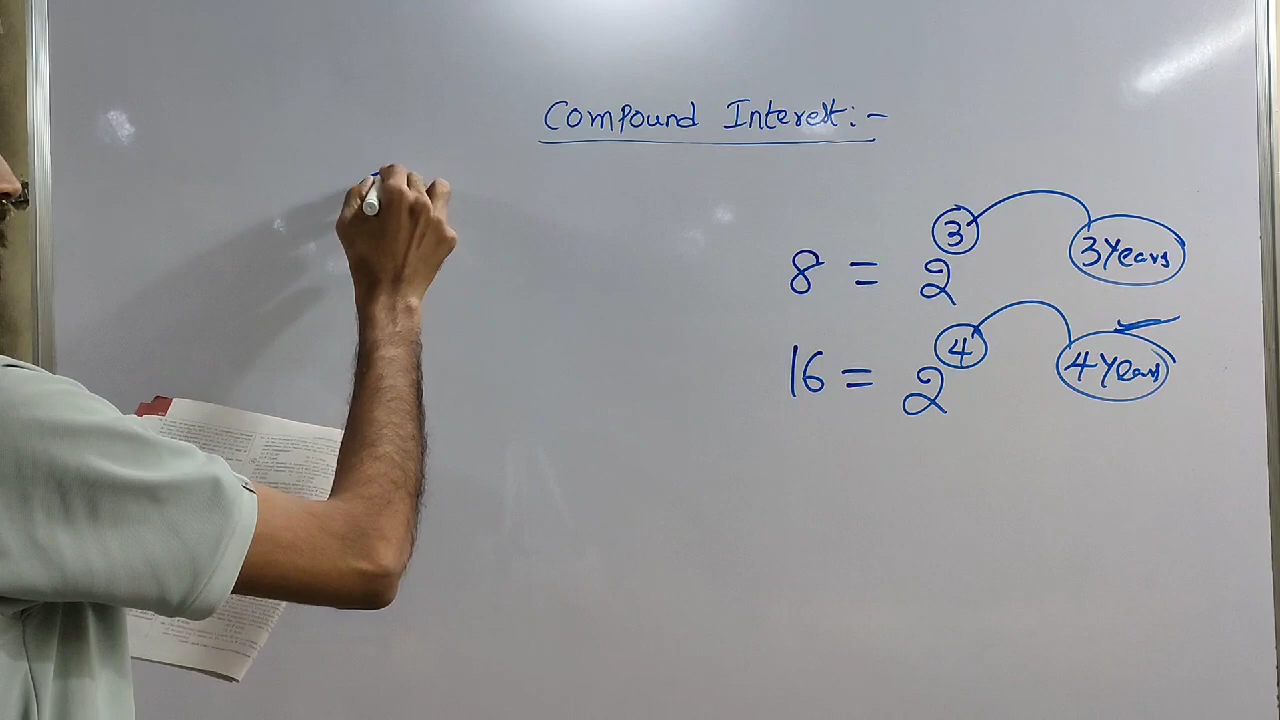 Compound Interest:-
8 = 2^3 3 Years
16 = 2^4 4 Years